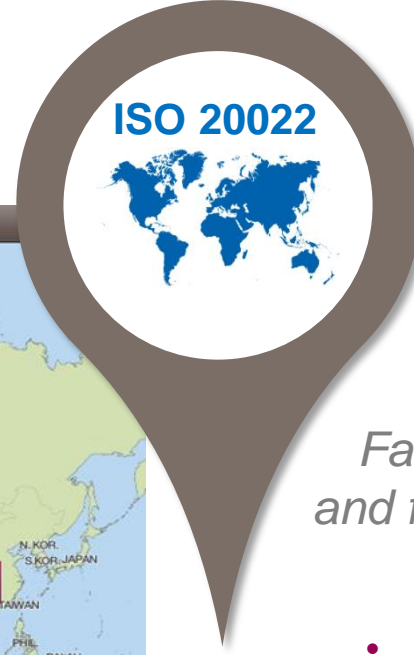 ISO 20022
Fa
and f
N. KOR.
S.KOR. JAPAN
TAIWAN
PHIL.